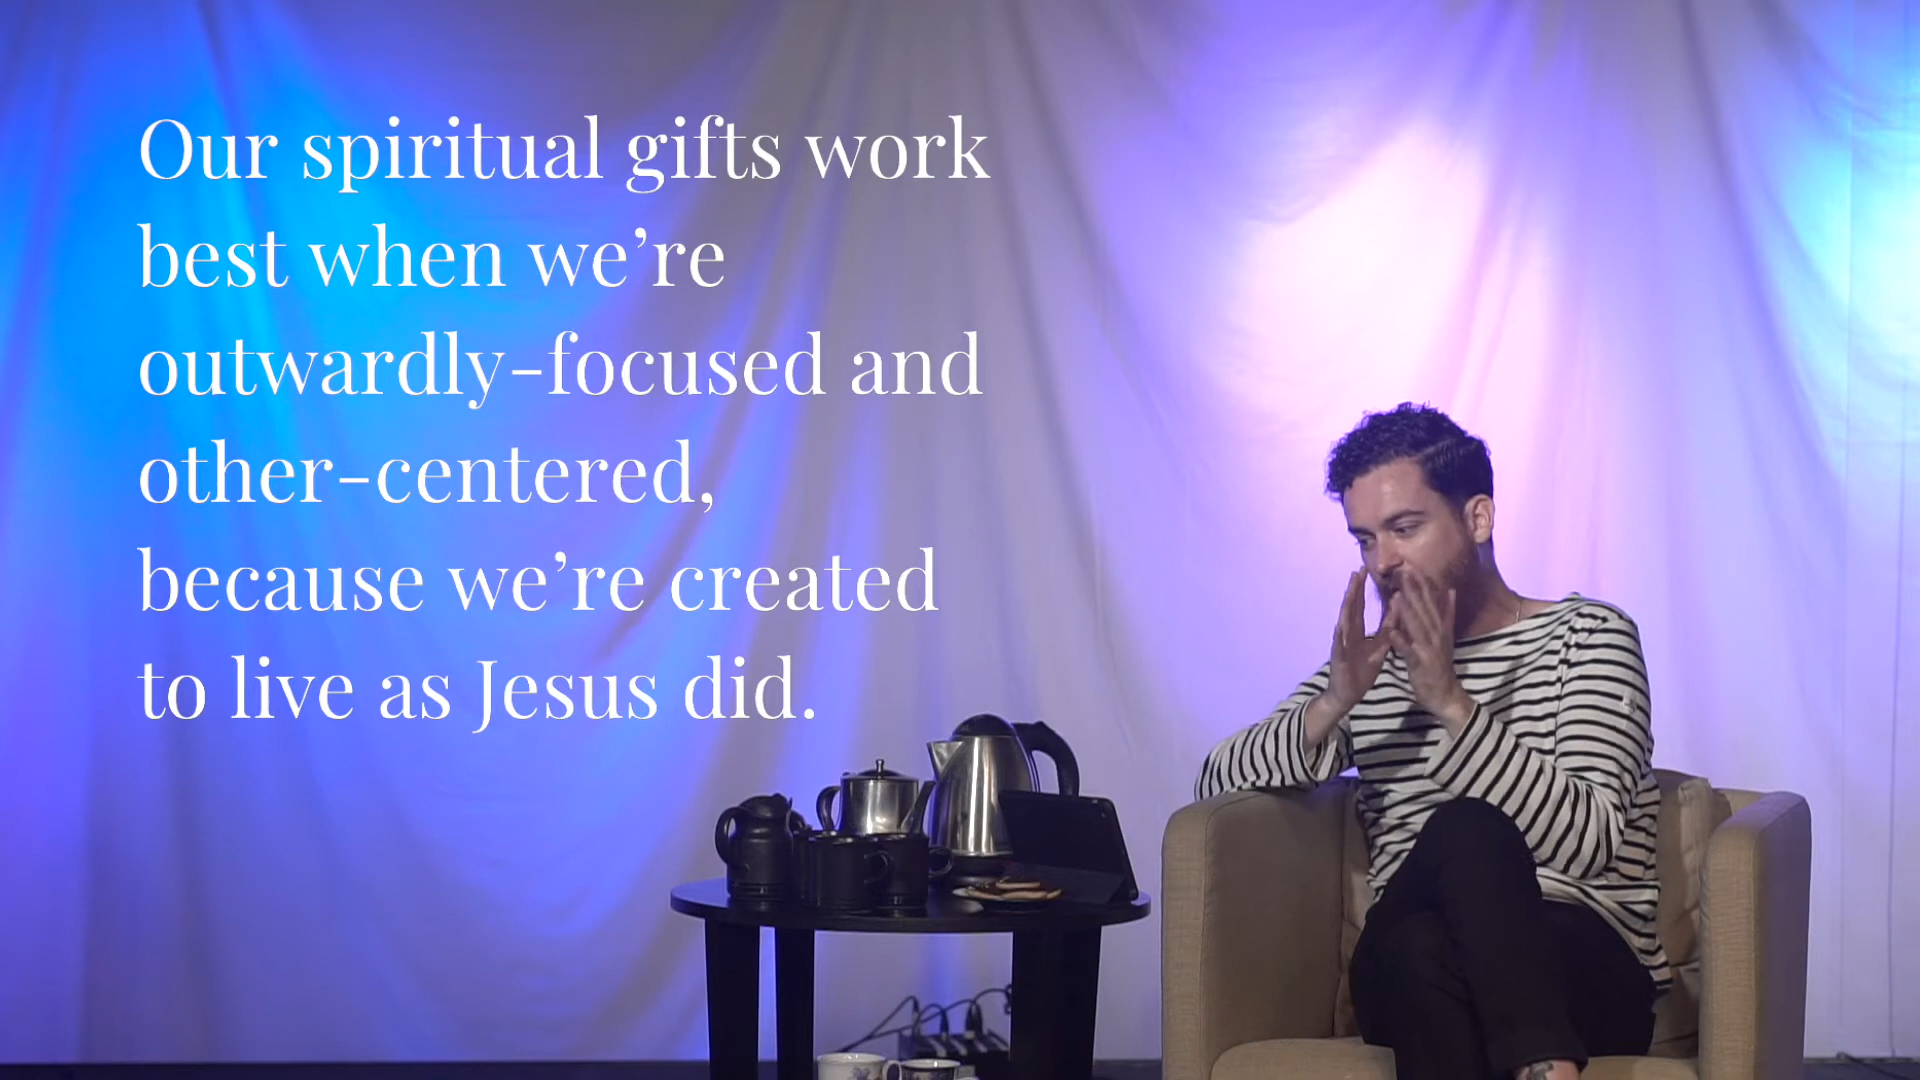 Our spiritual gifts work
best when we’re
outwardly-focused and
other-centered,
because we’re created
to live as Jesus did.